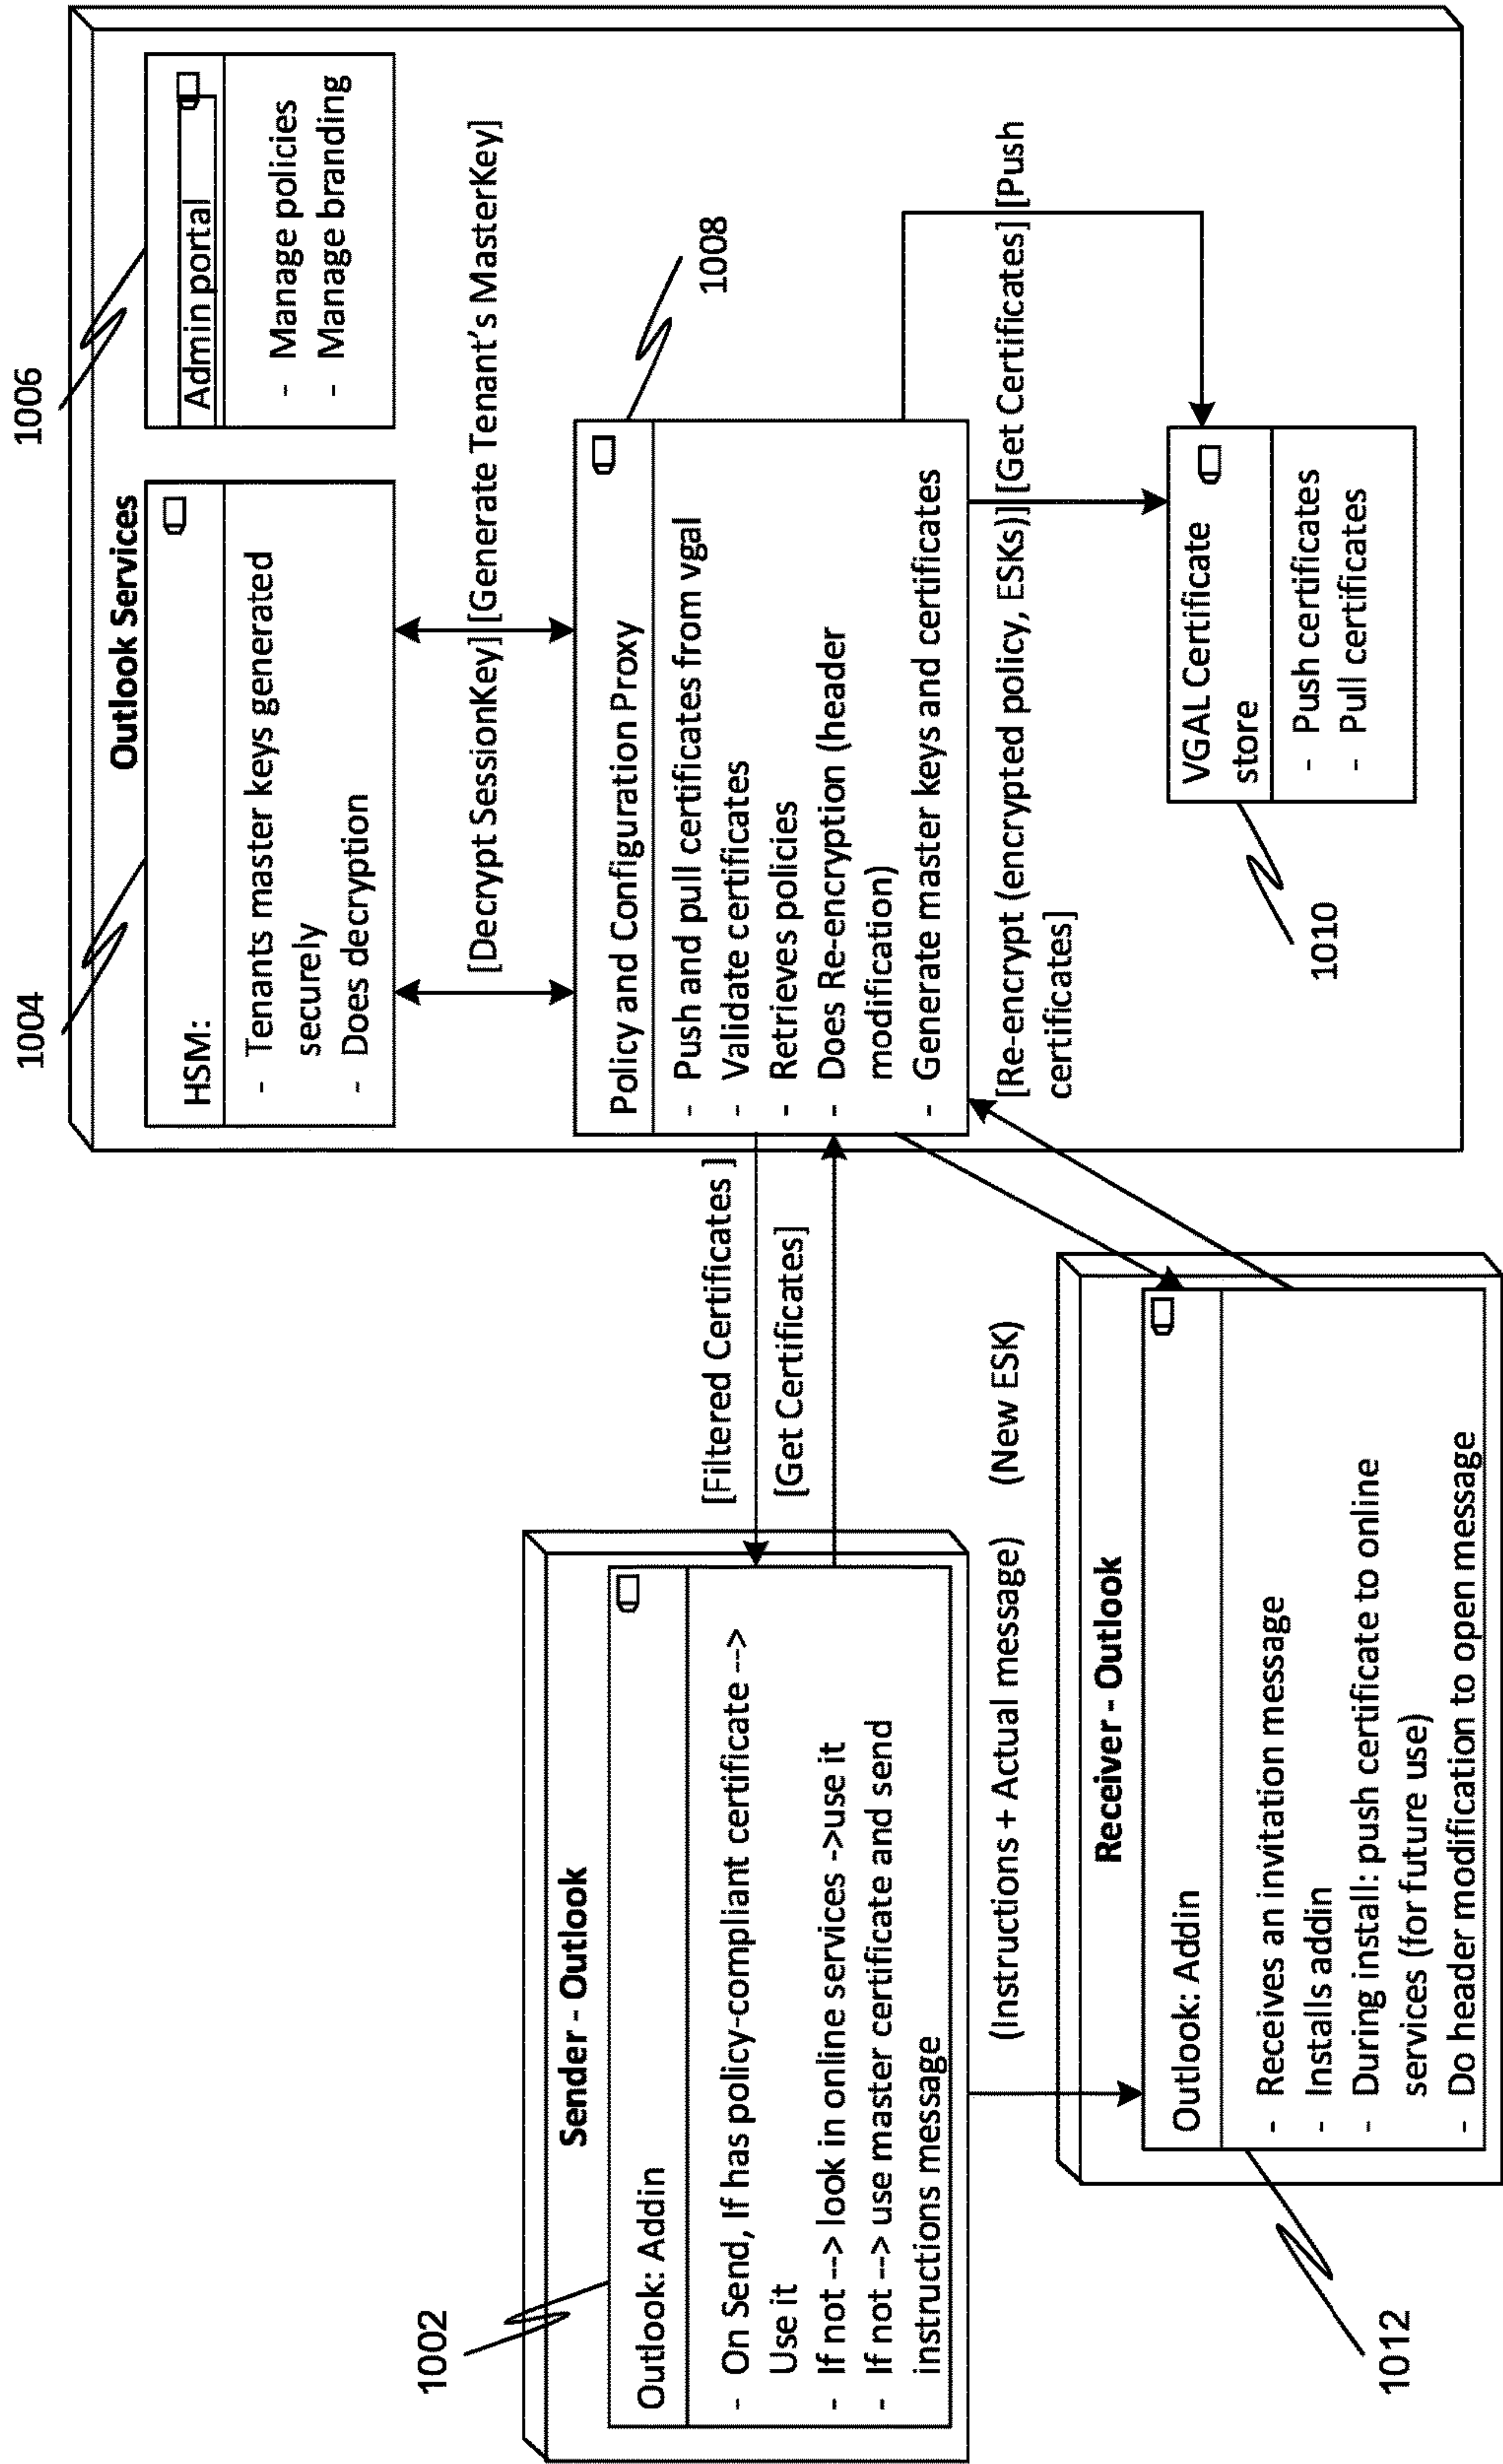 1006
1004
Outlook Services
HSM:
- Tenants master keys generated
securely
- Does decryption
Admin portal
- Manage policies
- Manage branding
[Decrypt SessionKey] [Generate Tenant's MasterKey]
1008
Policy and Configuration Proxy
- Push and pull certificates from vgal
- Validate certificates
- Retrieves policies
- Does Re-encryption (header
modification)
- Generate master keys and certificates
[Re-encrypt (encrypted policy, ESKs)] [Get Certificates] [Push
certificates]
VGAL Certificate
store
- Push certificates
- Pull certificates
1010
[Filtered Certificates ]
[Get Certificates]
1002
Sender - Outlook
Outlook: Addin
- On Send, If has policy-compliant certificate -->
Use it
- If not --> look in online services ->use it
- If not --> use master certificate and send
instructions message
(Instructions + Actual message) (New ESK)
Receiver - Outlook
Outlook: Addin
- Receives an invitation message
- Installs addin
- During install: push certificate to online
services (for future use)
- Do header modification to open message
1012